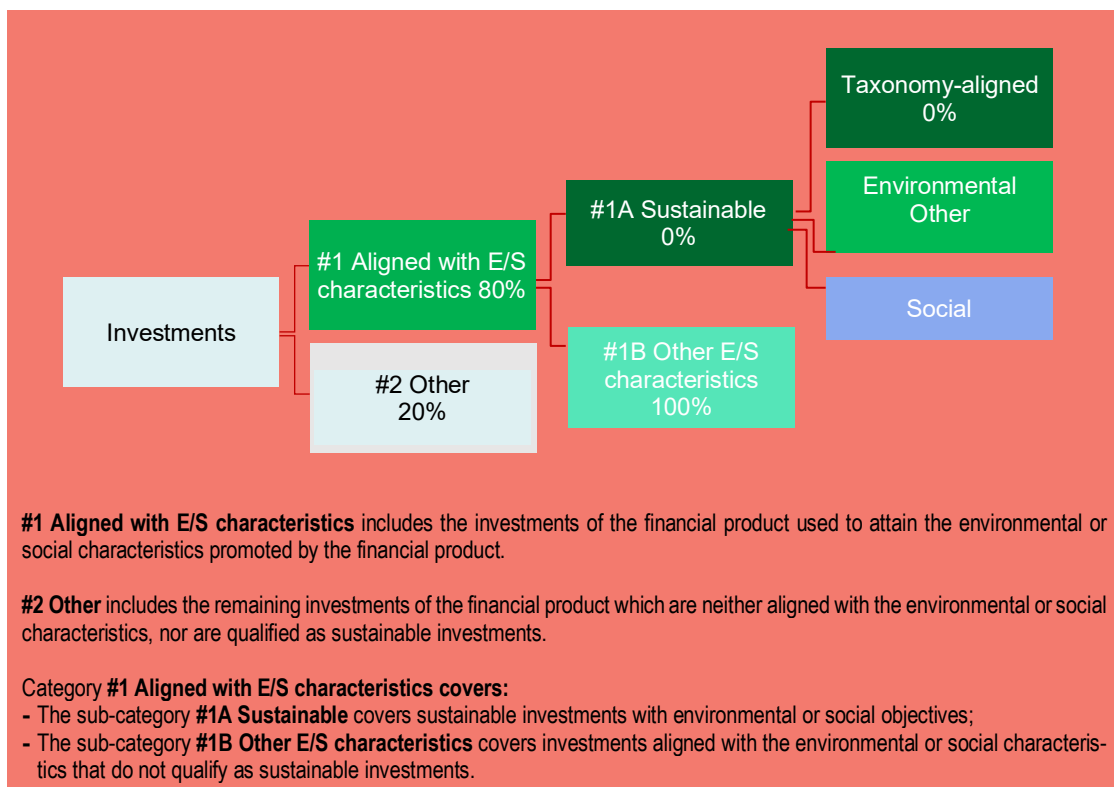 Taxonomy-aligned
0%
Environmental
Other
#1A Sustainable
0%
#1 Aligned with E/S
characteristics 80%
Social
Investments
#1B Other E/S
characteristics
100%
#2 Other
20%
#1 Aligned with E/S characteristics includes the investments of the financial product used to attain the environmental or
social characteristics promoted by the financial product.
#2 Other includes the remaining investments of the financial product which are neither aligned with the environmental or social
characteristics, nor are qualified as sustainable investments.
Category #1 Aligned with E/S characteristics covers:
- The sub-category #1A Sustainable covers sustainable investments with environmental or social objectives;
- The sub-category #1B Other E/S characteristics covers investments aligned with the environmental or social characteris-
tics that do not qualify as sustainable investments.